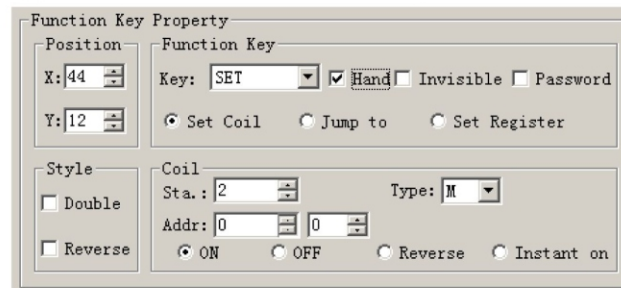 Function Key Property
Position
X: 44
Y: 12
Function Key
Key: SET Hand Invisible Password
Set Coil Jump to Set Register
Style
Double
Reverse
Coil
Sta.: 2 Type: M
Addr: 0 0
ON OFF Reverse Instant on